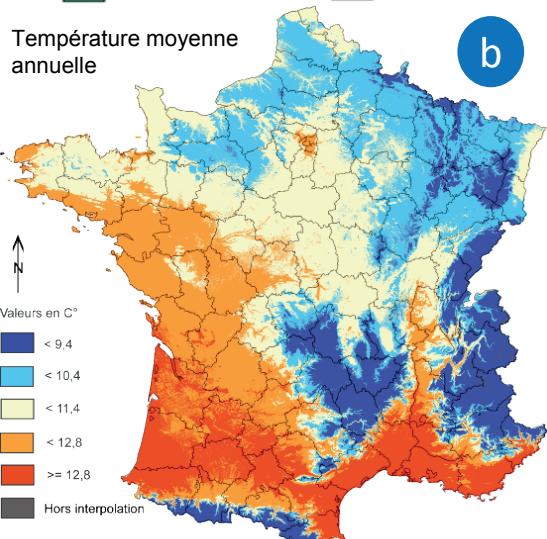 Température moyenne
annuelle
b
N
Valeurs en C°
< 9,4
< 10,4
< 11,4
< 12,8
>= 12,8
Hors interpolation